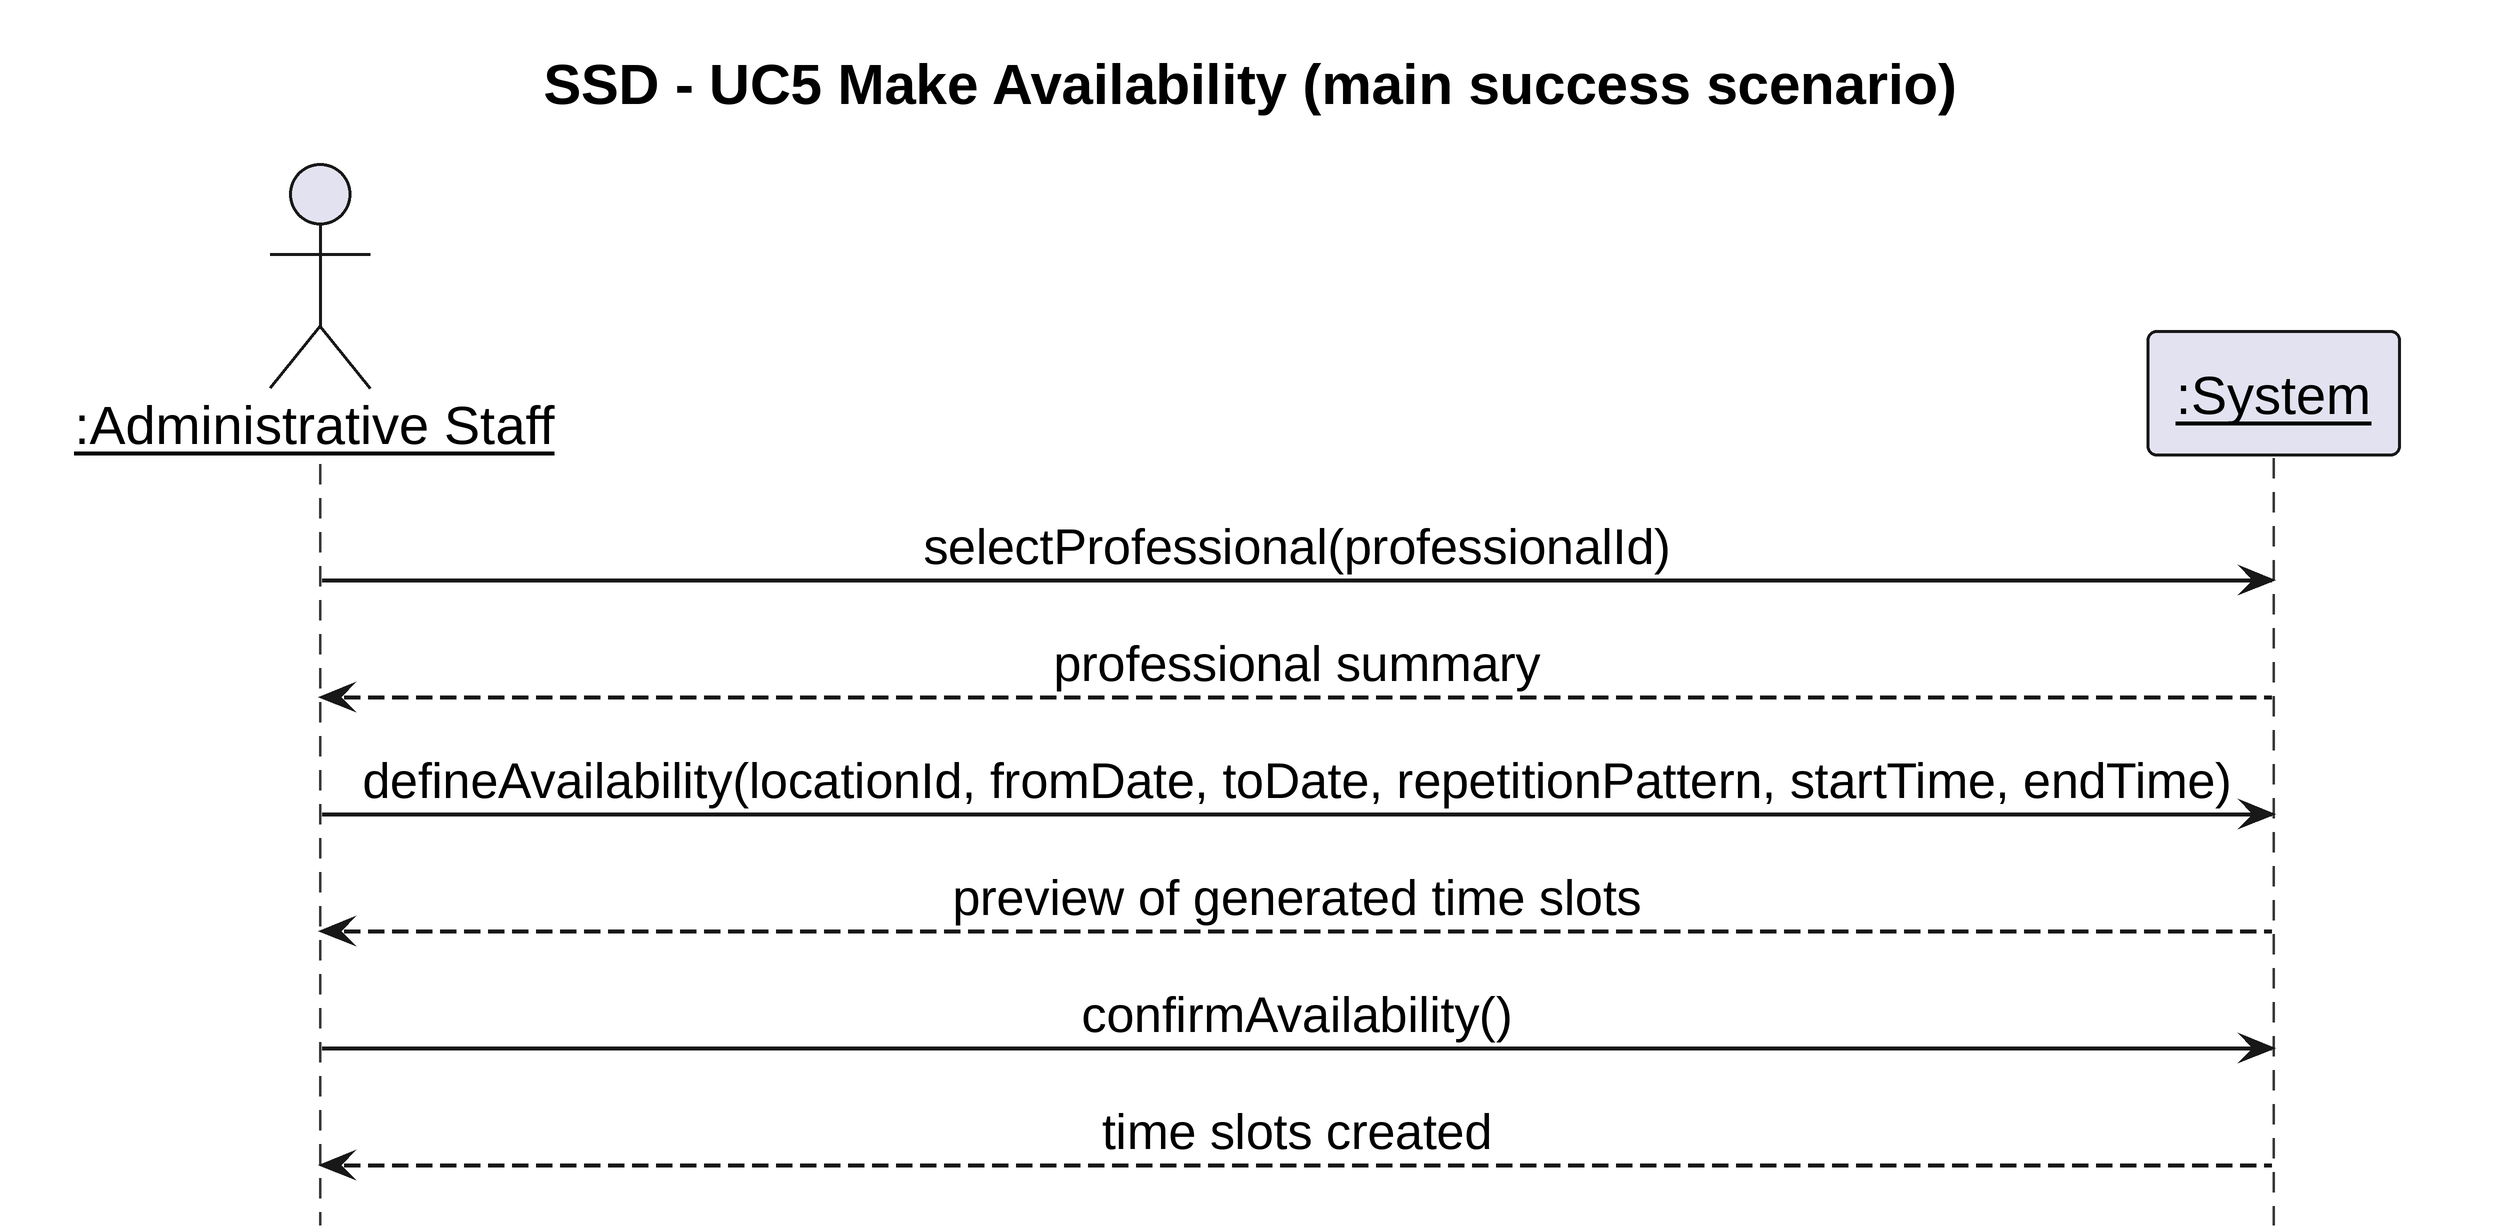 SSD - UC5 Make Availability (main success scenario)
:Administrative Staff
:System
selectProfessional(professionalId)
professional summary
defineAvailability(locationId, fromDate, toDate, repetitionPattern, startTime, endTime)
preview of generated time slots
confirmAvailability()
time slots created